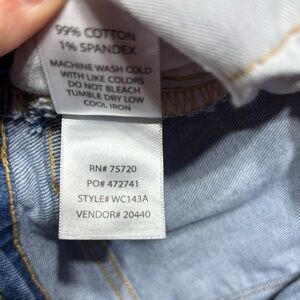 99% COTTON
1% SPANDEX
MACHINE WASH COLD
WITH LIKE COLORS
DO NOT BLEACH
TUMBLE DRY LOW
COOL IRON
RN# 75720
PO# 472741
STYLE# WC143A
VENDOR# 20440